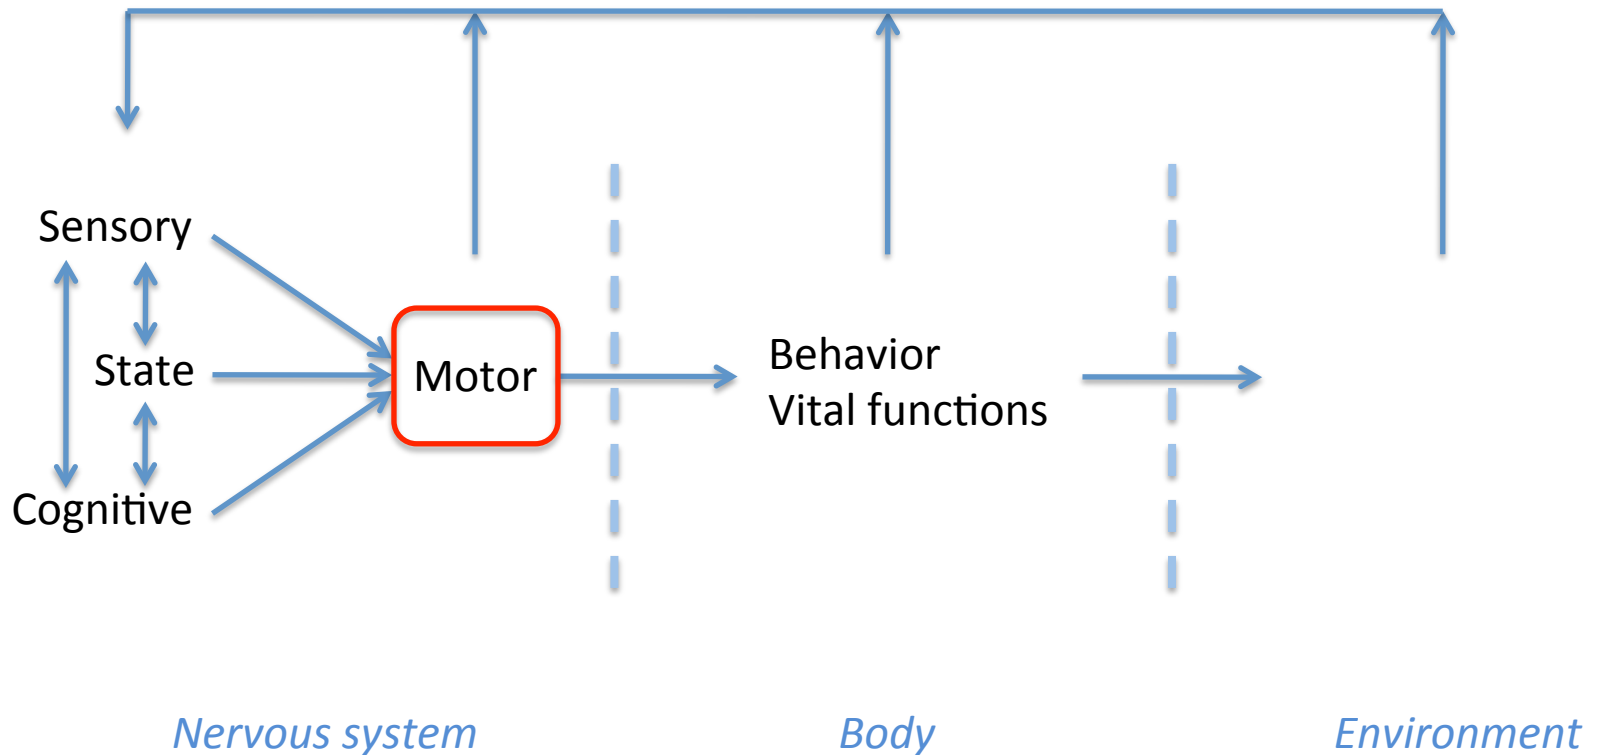 Sensory
State
Motor
Cognitive
Behavior
Vital functions
Nervous system
Body
Environment